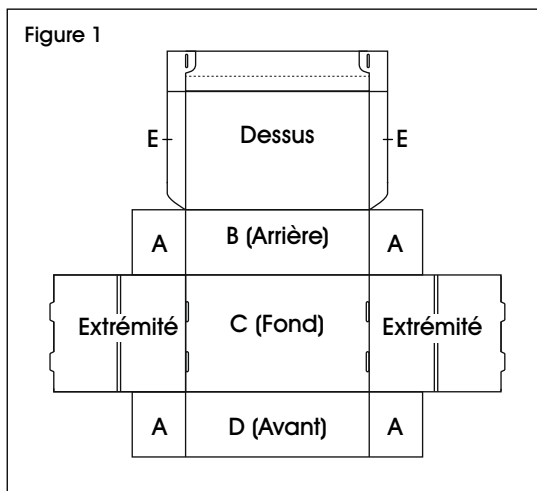 Figure 1
E Dessus E
A B (Arrière) A
Extrémité C (Fond) Extrémité
A D (Avant) A